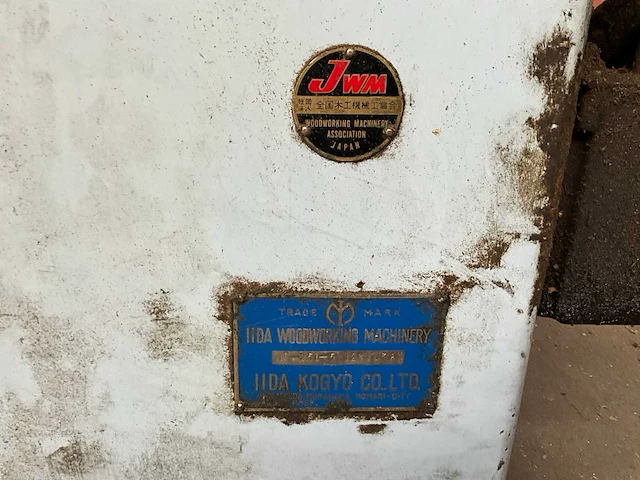 JWM
社団法人 全国木工機械工業会
WOODWORKING MACHINERY
ASSOCIATION
JAPAN
TRADE MARK
IIDA WOODWORKING MACHINERY
IIDA KOGYO CO., LTD.